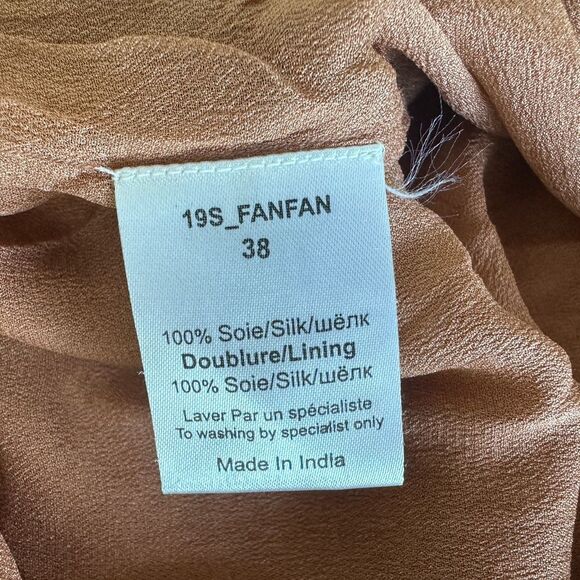 19S_FANFAN
38
100% Soie/Silk/шёлк
Doublure/Lining
100% Soie/Silk/шёлк
Laver Par un spécialiste
To washing by specialist only
Made In India